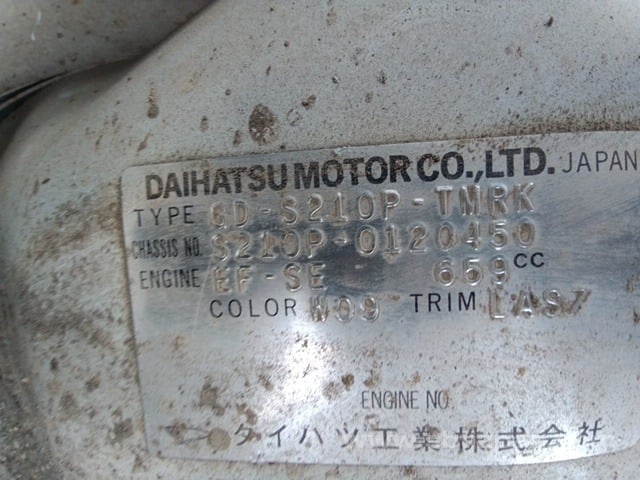 DAIHATSU MOTOR CO.,LTD. JAPAN
TYPE GD-S210P-TMRK
CHASSIS NO. S210P-0120450
ENGINE EF-SE 659CC
COLOR W09 TRIM LA97
ENGINE NO.
ダイハツ工業株式会社